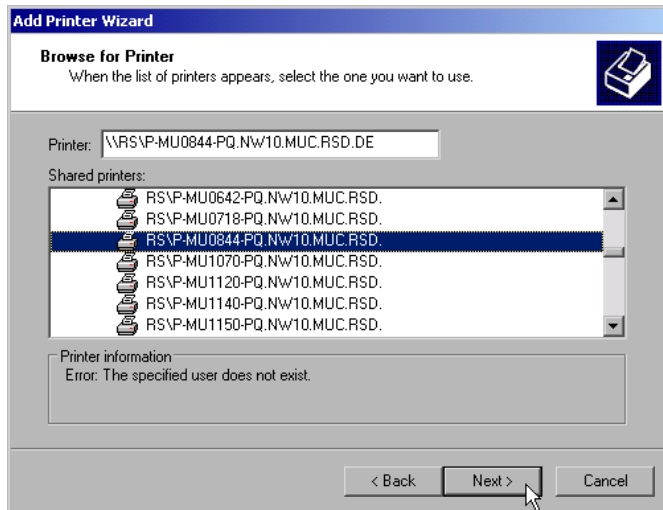 Add Printer Wizard
Browse for Printer
When the list of printers appears, select the one you want to use.
Printer: \\RS\P-MU0844-PQ.NW10.MUC.RSD.DE
Shared printers:
RS\P-MU0642-PQ.NW10.MUC.RSD.
RS\P-MU0718-PQ.NW10.MUC.RSD.
RS\P-MU0844-PQ.NW10.MUC.RSD.
RS\P-MU1070-PQ.NW10.MUC.RSD.
RS\P-MU1120-PQ.NW10.MUC.RSD.
RS\P-MU1140-PQ.NW10.MUC.RSD.
RS\P-MU1150-PQ.NW10.MUC.RSD.
Printer information
Error: The specified user does not exist.
< Back Next > Cancel